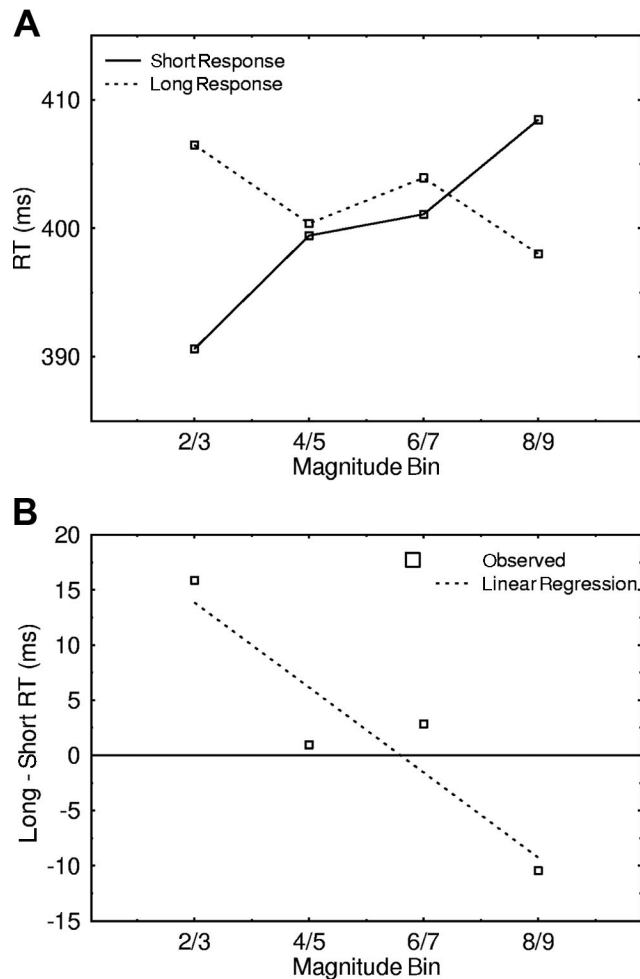 A
415
Short Response
Long Response
410
400
390
RT (ms)
2/3 4/5 6/7 8/9
Magnitude Bin
B
20
Observed
Linear Regression
15
10
5
0
-5
-10
-15
Long - Short RT (ms)
2/3 4/5 6/7 8/9
Magnitude Bin